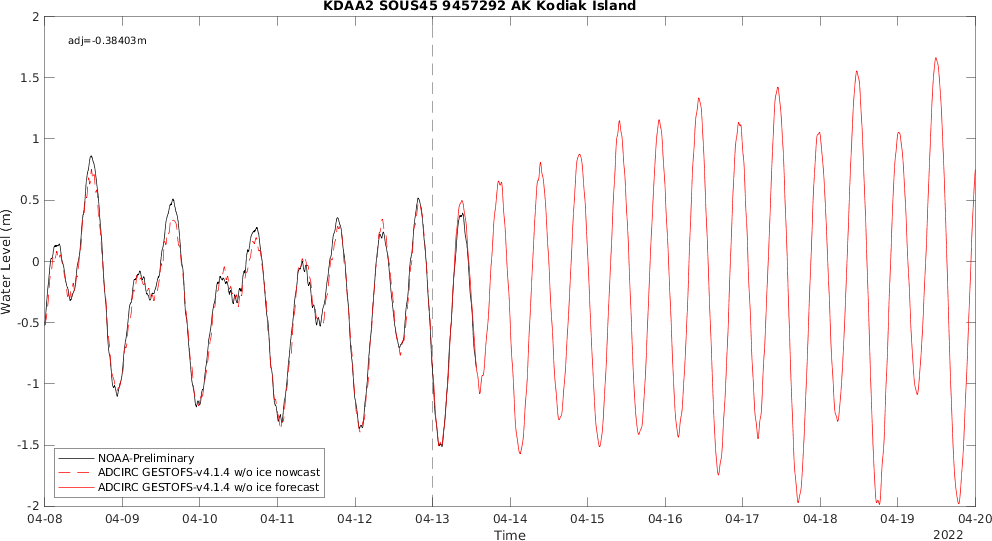 KDAA2 SOUS45 9457292 AK Kodiak Island
adj=-0.38403m
2
1.5
1
0.5
0
-0.5
-1
-1.5
-2
Water Level (m)
NOAA-Preliminary
ADCIRC GESTOFS-v4.1.4 w/o ice nowcast
ADCIRC GESTOFS-v4.1.4 w/o ice forecast
04-08 04-09 04-10 04-11 04-12 04-13 04-14 04-15 04-16 04-17 04-18 04-19 04-20
Time
2022